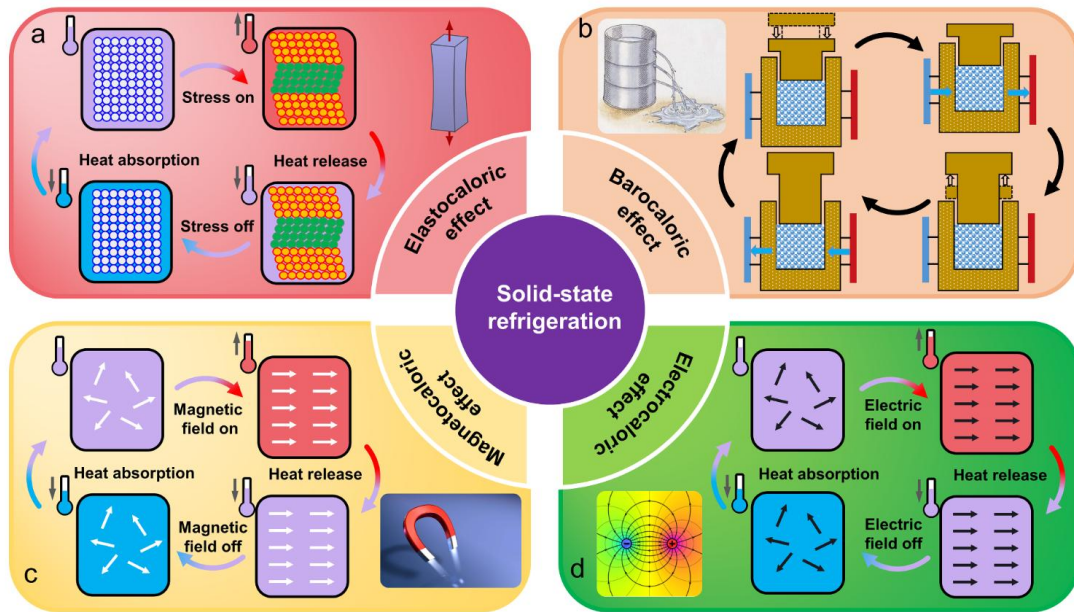 a
Stress on
Heat absorption
Heat release
Stress off
Elastocaloric
effect
b
Barocaloric
effect
Solid-state
refrigeration
Magnetocaloric
effect
Magnetic
field on
Heat absorption
Heat release
Magnetic
field off
c
Electrocaloric
effect
Electric
field on
Heat absorption
Heat release
Electric
field off
d